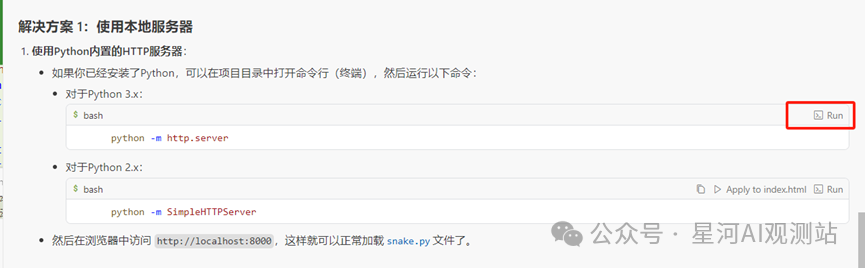 解决方案 1：使用本地服务器
1. 使用Python内置的HTTP服务器：
如果你已经安装了Python，可以在项目目录中打开命令行（终端），然后运行以下命令：
对于Python 3.x：
$ bash Run
python -m http.server
对于Python 2.x：
$ bash Apply to index.html Run
python -m SimpleHTTPServer
然后在浏览器中访问 http://localhost:8000，这样就可以正常加载 snake.py 文件了。
公众号 · 星河AI观测站